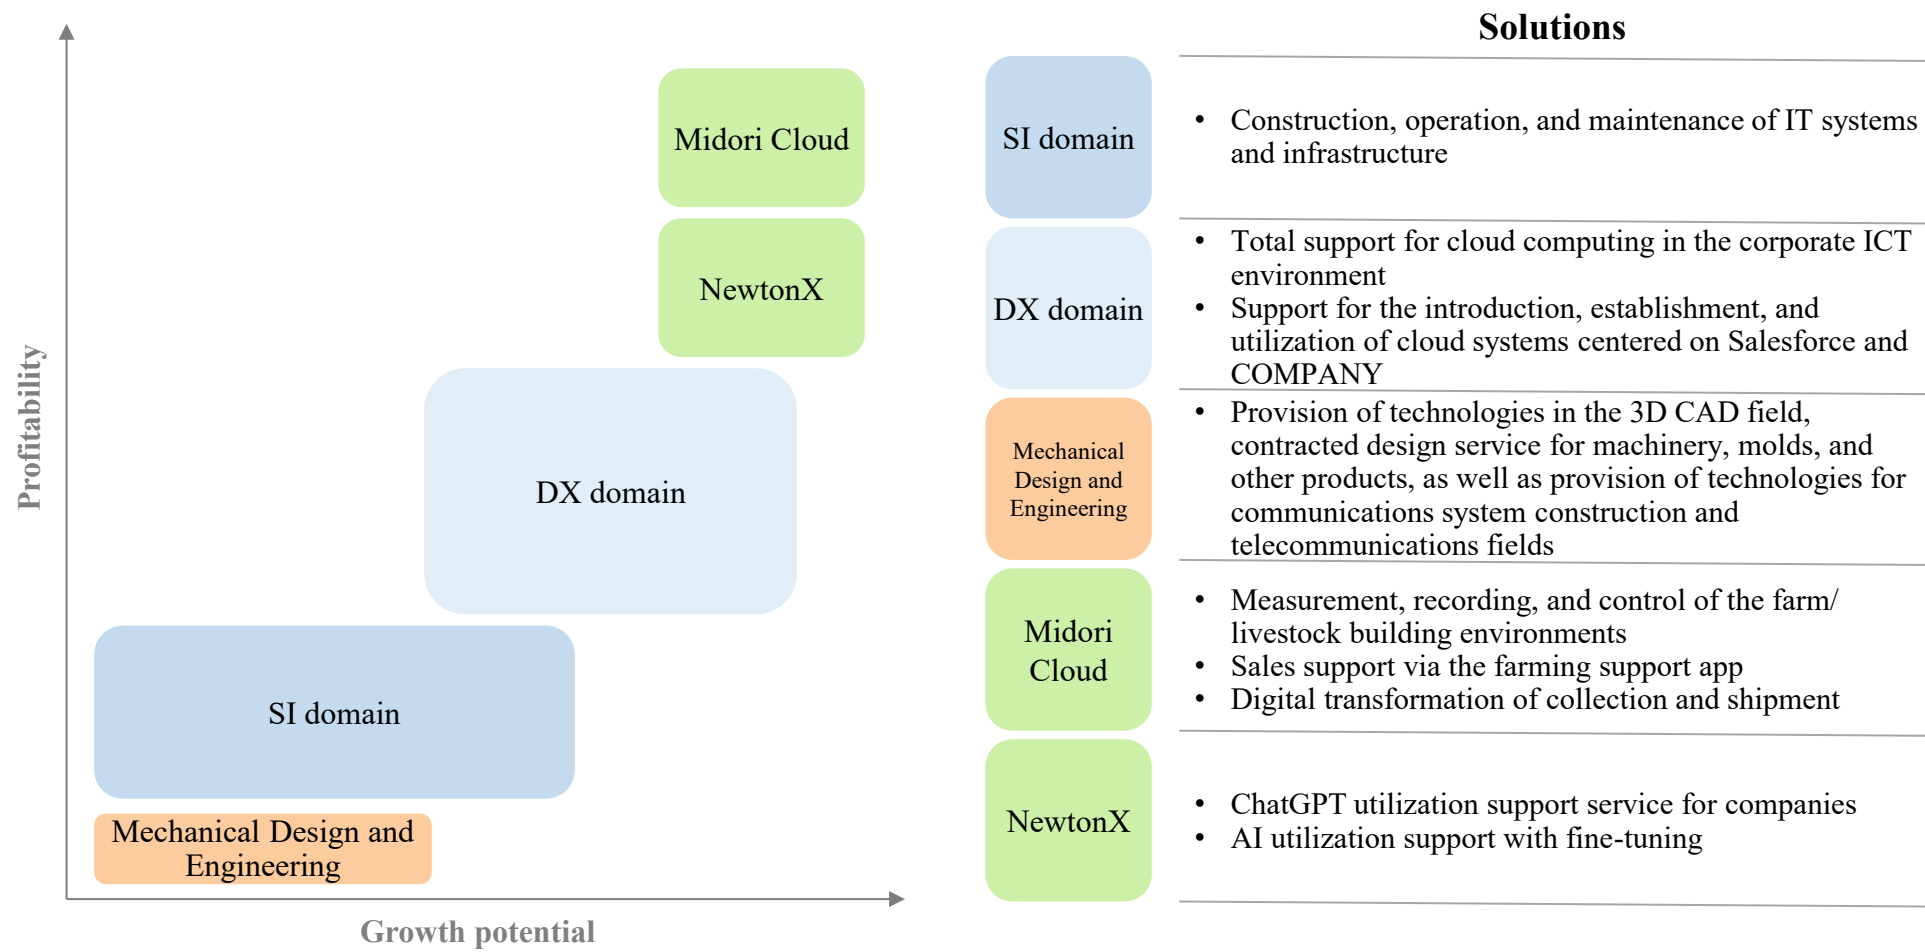 Profitability
Midori Cloud
NewtonX
DX domain
SI domain
Mechanical Design and
Engineering
Growth potential
Solutions
SI domain
• Construction, operation, and maintenance of IT systems
and infrastructure
DX domain
• Total support for cloud computing in the corporate ICT
environment
• Support for the introduction, establishment, and
utilization of cloud systems centered on Salesforce and
COMPANY
Mechanical
Design and
Engineering
• Provision of technologies in the 3D CAD field,
contracted design service for machinery, molds, and
other products, as well as provision of technologies for
communications system construction and
telecommunications fields
Midori
Cloud
• Measurement, recording, and control of the farm/
livestock building environments
• Sales support via the farming support app
• Digital transformation of collection and shipment
NewtonX
• ChatGPT utilization support service for companies
• AI utilization support with fine-tuning